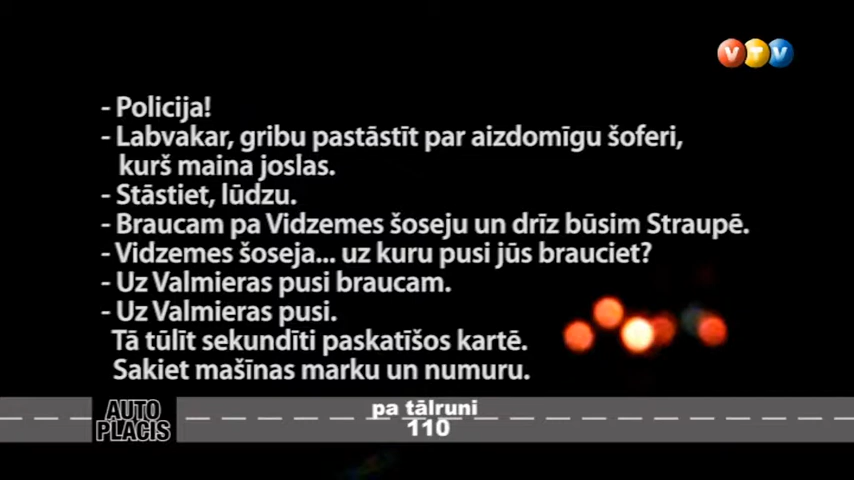 VTV
- Policija!
- Labvakar, gribu pastāstīt par aizdomīgu šoferi,
kurš maina joslas.
- Stāstiet, lūdzu.
- Braucam pa Vidzemes šoseju un drīz būsim Straupē.
- Vidzemes šoseja... uz kuru pusi jūs brauciet?
- Uz Valmieras pusi braucam.
- Uz Valmieras pusi.
Tā tūlīt sekundīti paskatīšos kartē.
Sakiet mašīnas marku un numuru.
AUTO
PLACIS
pa tālruni
110